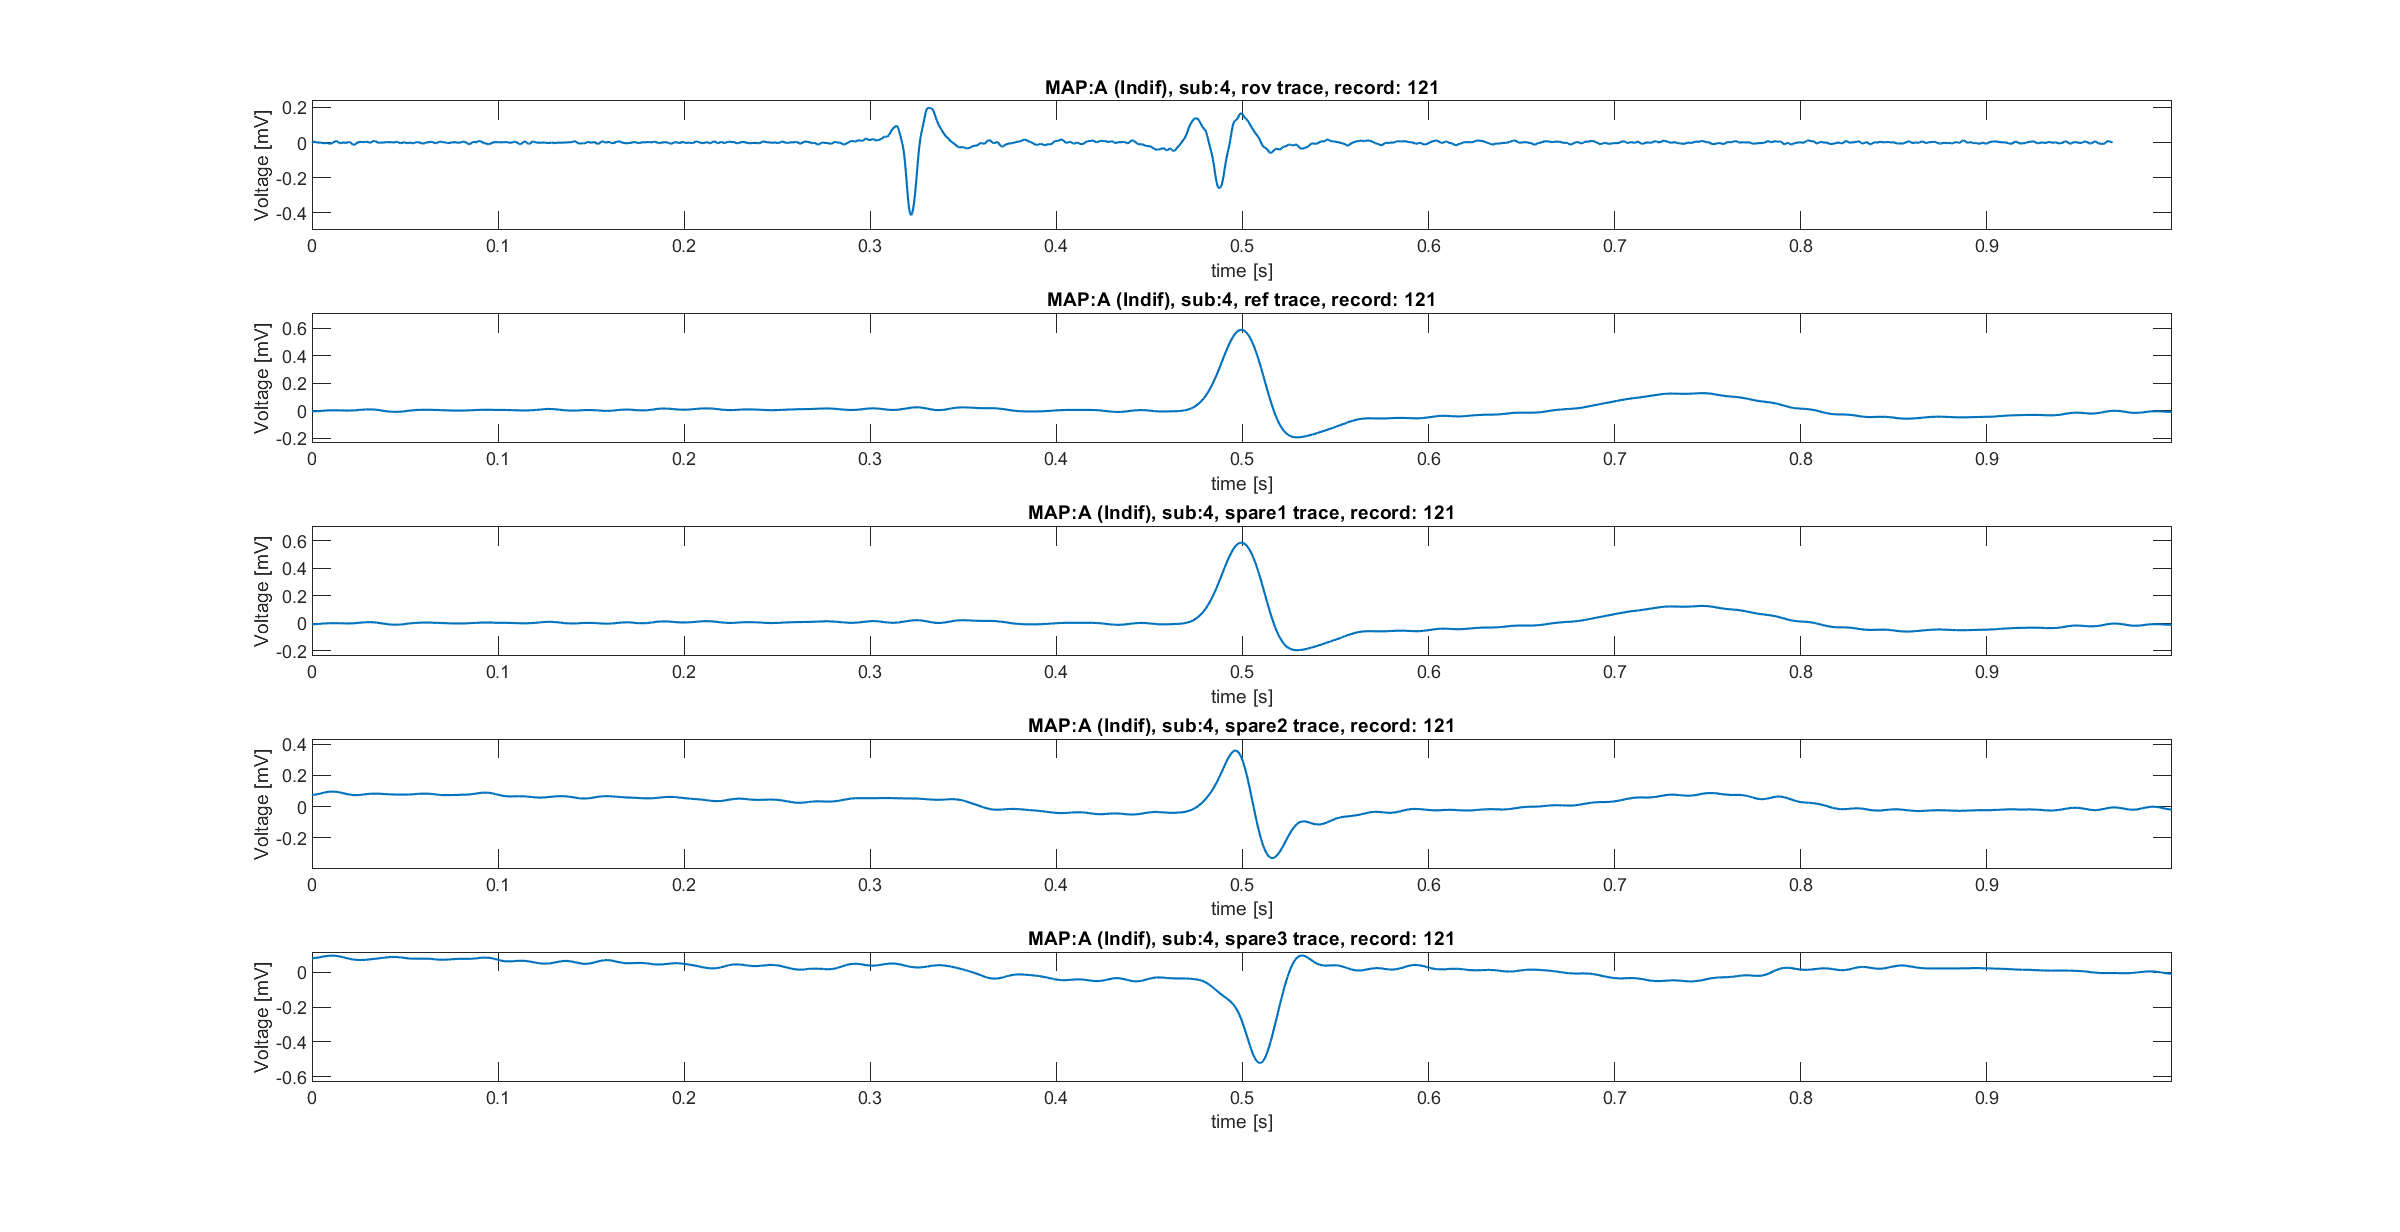 MAP:A (Indif), sub:4, rov trace, record: 121
Voltage [mV]
0.2
0
-0.2
-0.4
0 0.1 0.2 0.3 0.4 0.5 0.6 0.7 0.8 0.9
time [s]
MAP:A (Indif), sub:4, ref trace, record: 121
Voltage [mV]
0.6
0.4
0.2
0
-0.2
0 0.1 0.2 0.3 0.4 0.5 0.6 0.7 0.8 0.9
time [s]
MAP:A (Indif), sub:4, spare1 trace, record: 121
Voltage [mV]
0.6
0.4
0.2
0
-0.2
0 0.1 0.2 0.3 0.4 0.5 0.6 0.7 0.8 0.9
time [s]
MAP:A (Indif), sub:4, spare2 trace, record: 121
Voltage [mV]
0.4
0.2
0
-0.2
0 0.1 0.2 0.3 0.4 0.5 0.6 0.7 0.8 0.9
time [s]
MAP:A (Indif), sub:4, spare3 trace, record: 121
Voltage [mV]
0
-0.2
-0.4
-0.6
0 0.1 0.2 0.3 0.4 0.5 0.6 0.7 0.8 0.9
time [s]